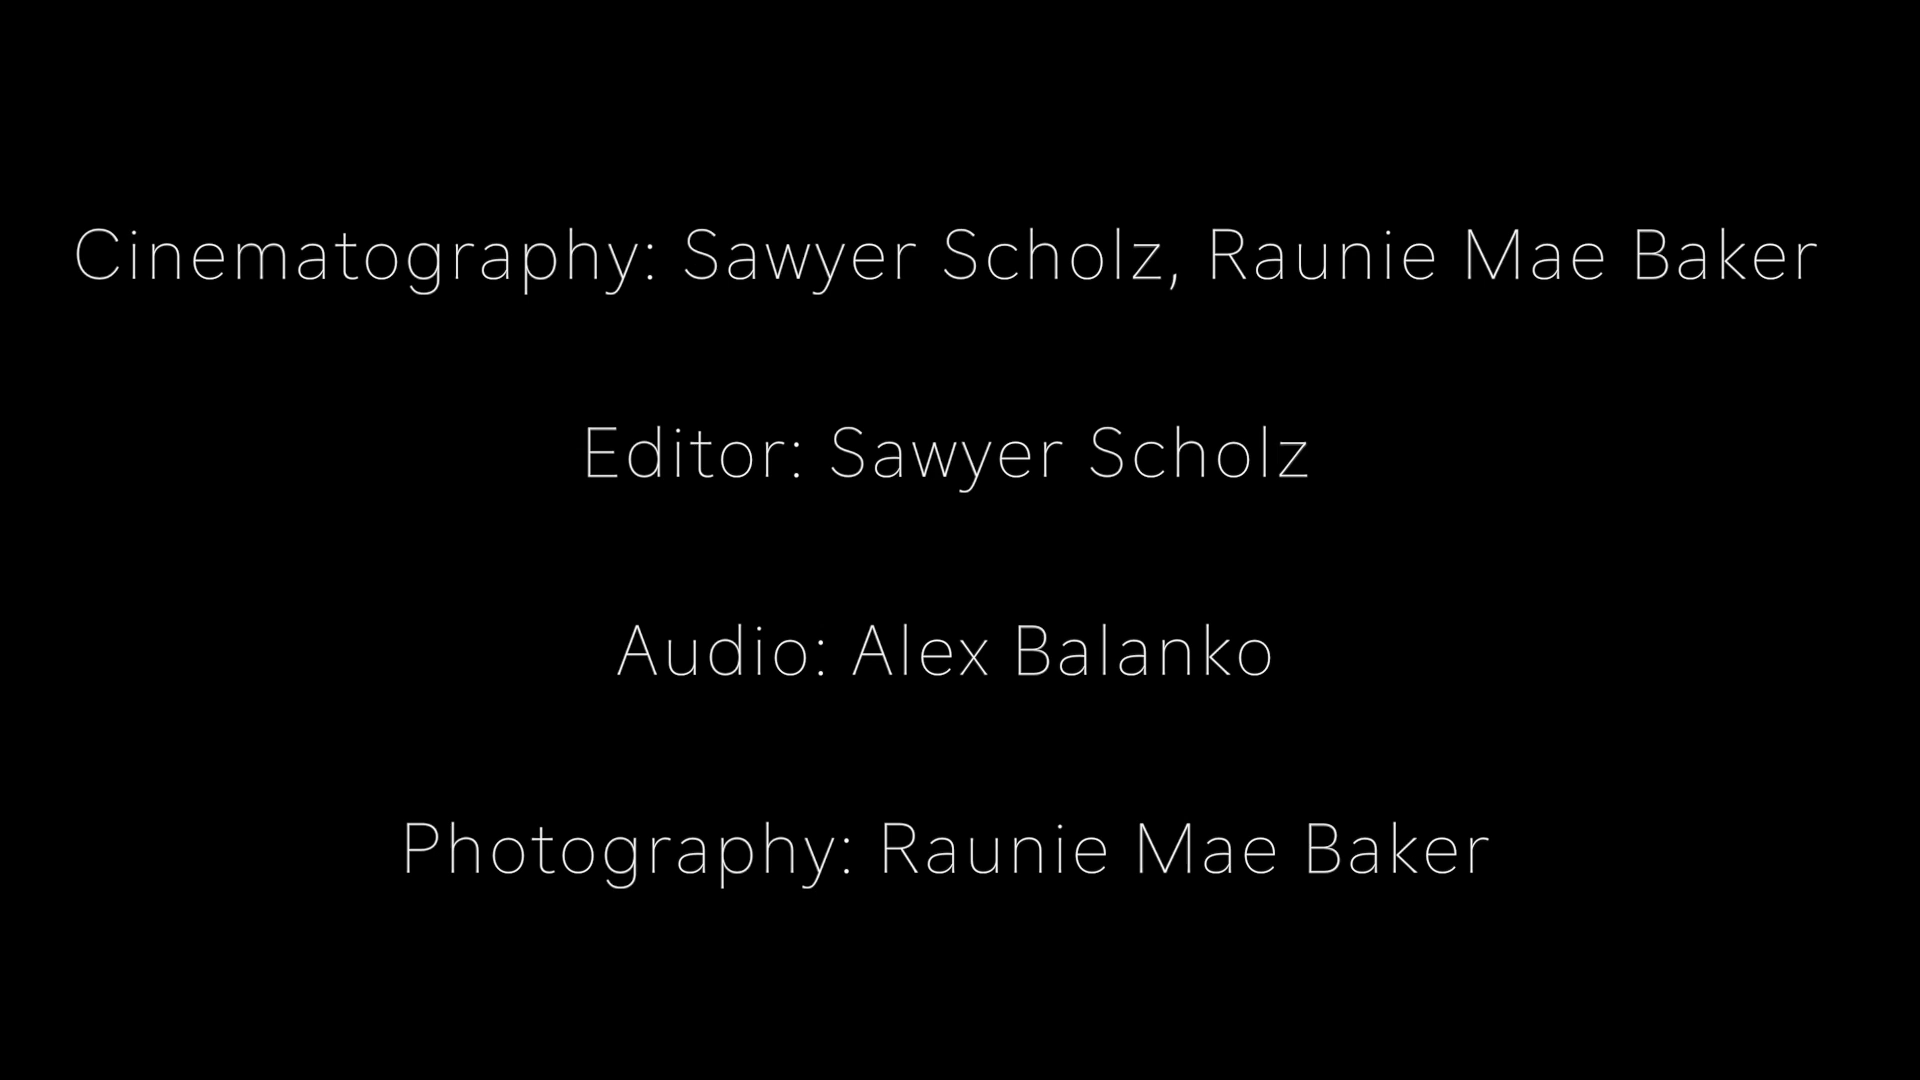 Cinematography: Sawyer Scholz, Raunie Mae Baker
Editor: Sawyer Scholz
Audio: Alex Balanko
Photography: Raunie Mae Baker